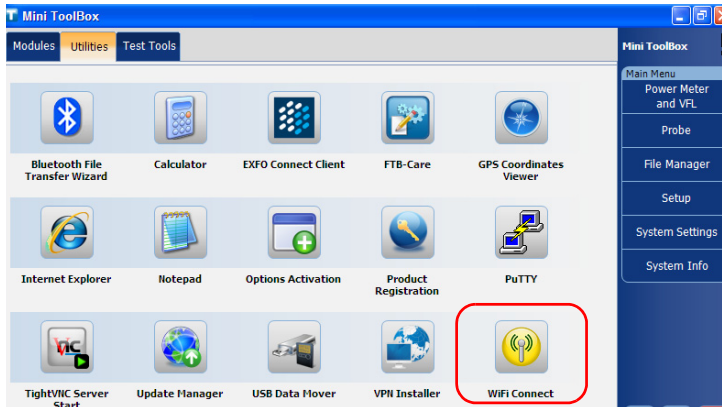 Mini ToolBox
Modules Utilities Test Tools
Mini ToolBox
Main Menu
Power Meter
and VFL
Probe
File Manager
Setup
System Settings
System Info
Bluetooth File
Transfer Wizard
Calculator
EXFO Connect Client
FTB-Care
GPS Coordinates
Viewer
Internet Explorer
Notepad
Options Activation
Product
Registration
PuTTY
VNC
TightVNC Server
Start
Update Manager
USB Data Mover
VPN Installer
WiFi Connect